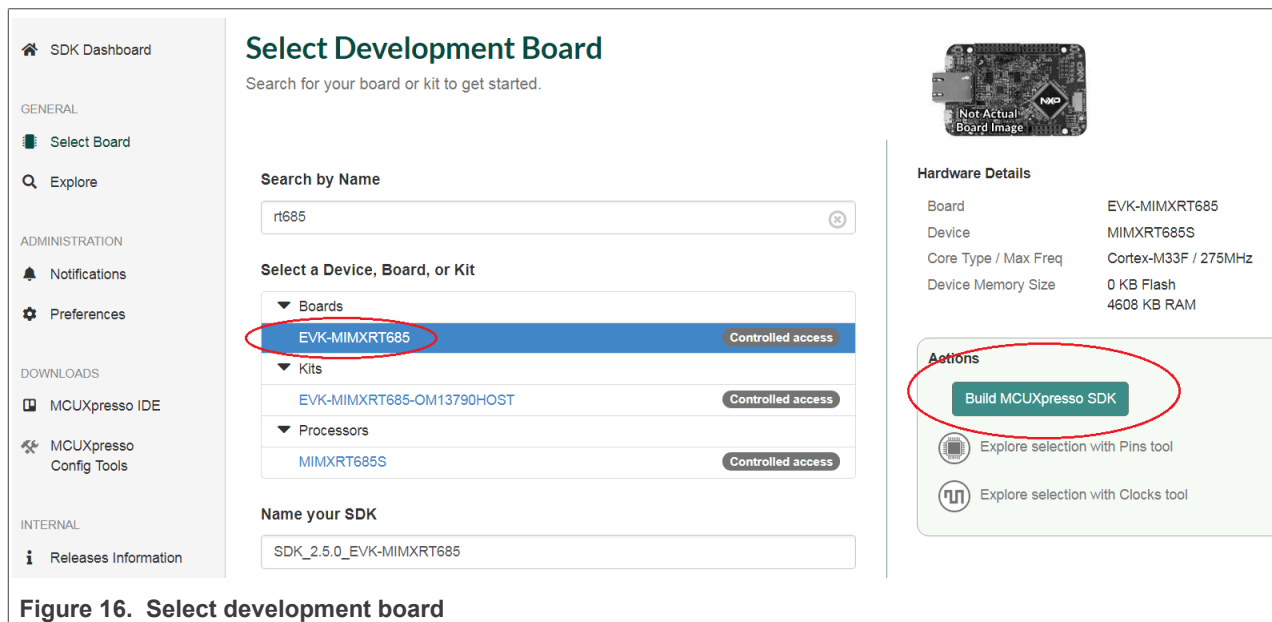 SDK Dashboard
GENERAL
Select Board
Explore
ADMINISTRATION
Notifications
Preferences
DOWNLOADS
MCUXpresso IDE
MCUXpresso
Config Tools
INTERNAL
Releases Information
Select Development Board
Search for your board or kit to get started.
Search by Name
rt685
Select a Device, Board, or Kit
Boards
EVK-MIMXRT685 Controlled access
Kits
EVK-MIMXRT685-OM13790HOST Controlled access
Processors
MIMXRT685S Controlled access
Name your SDK
SDK_2.5.0_EVK-MIMXRT685
NXP
Not Actual
Board Image
Hardware Details
Board EVK-MIMXRT685
Device MIMXRT685S
Core Type / Max Freq Cortex-M33F / 275MHz
Device Memory Size 0 KB Flash
4608 KB RAM
Actions
Build MCUXpresso SDK
Explore selection with Pins tool
Explore selection with Clocks tool
Figure 16. Select development board